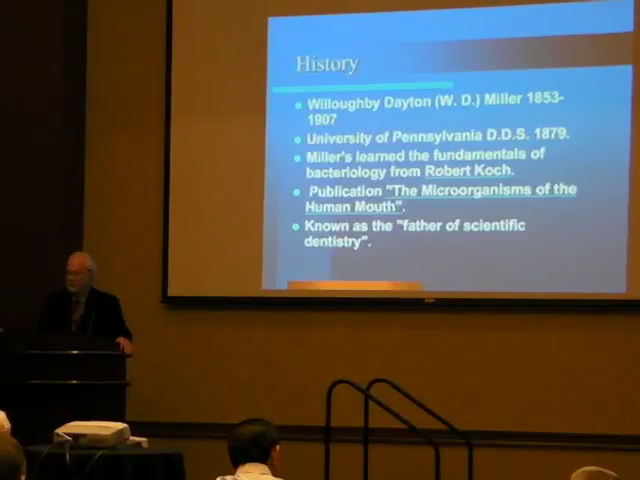 History
Willoughby Dayton (W. D.) Miller 1853-
1907
University of Pennsylvania D.D.S. 1879.
Miller's learned the fundamentals of
bacteriology from Robert Koch.
Publication "The Microorganisms of the
Human Mouth".
Known as the "father of scientific
dentistry".